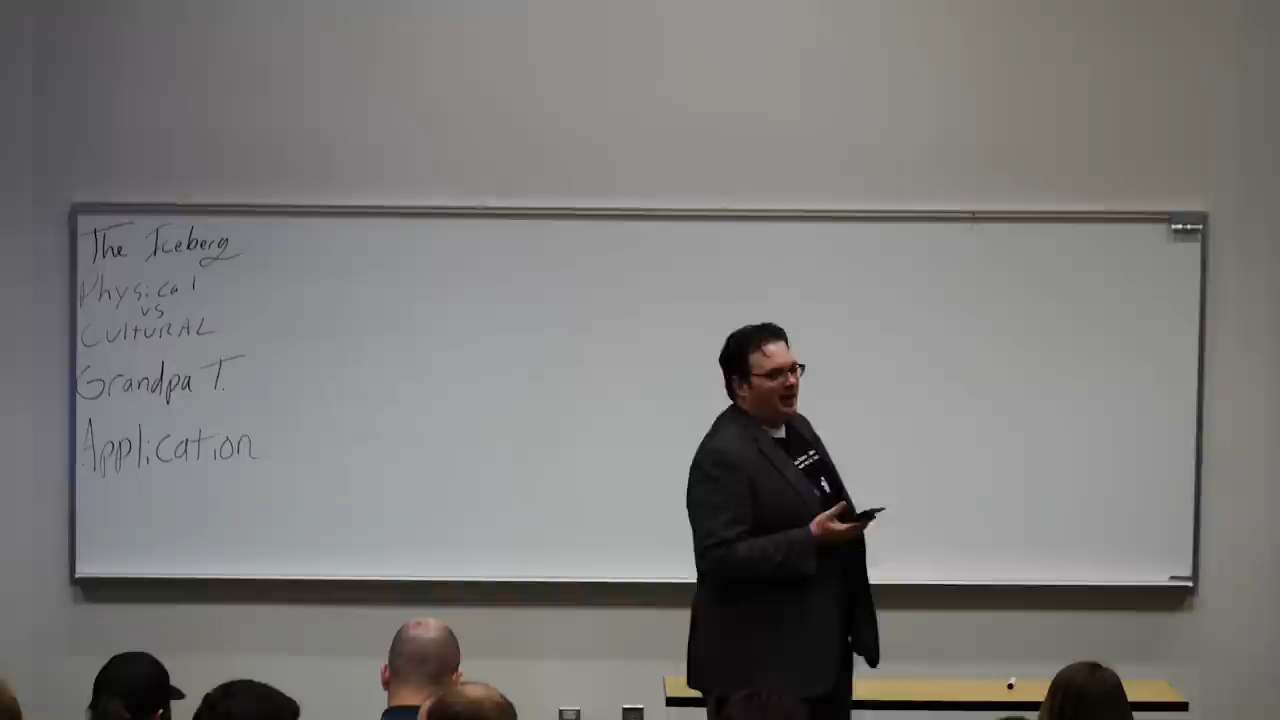 The Iceberg
Physical
vs
CULTURAL
Grandpa T.
Application